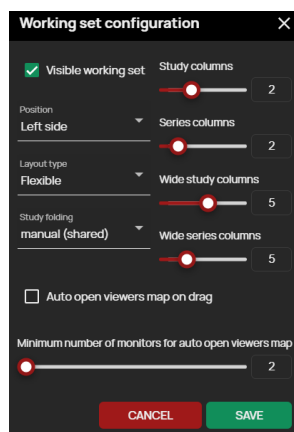 Working set configuration
Visible working set
Study columns
2
Position
Left side
Series columns
2
Layout type
Flexible
Wide study columns
5
Study folding
manual (shared)
Wide series columns
5
Auto open viewers map on drag
Minimum number of monitors for auto open viewers map
2
CANCEL
SAVE